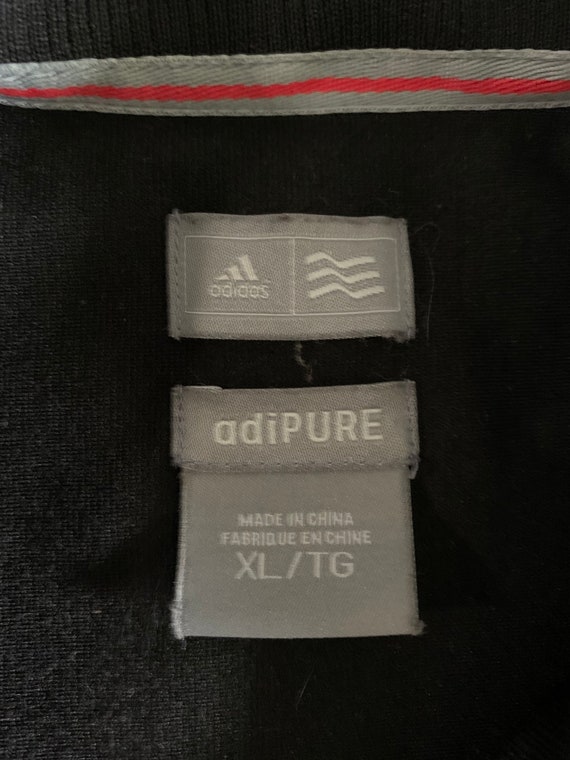 adidas
adiPURE
MADE IN CHINA
FABRIQUE EN CHINE
XL/TG